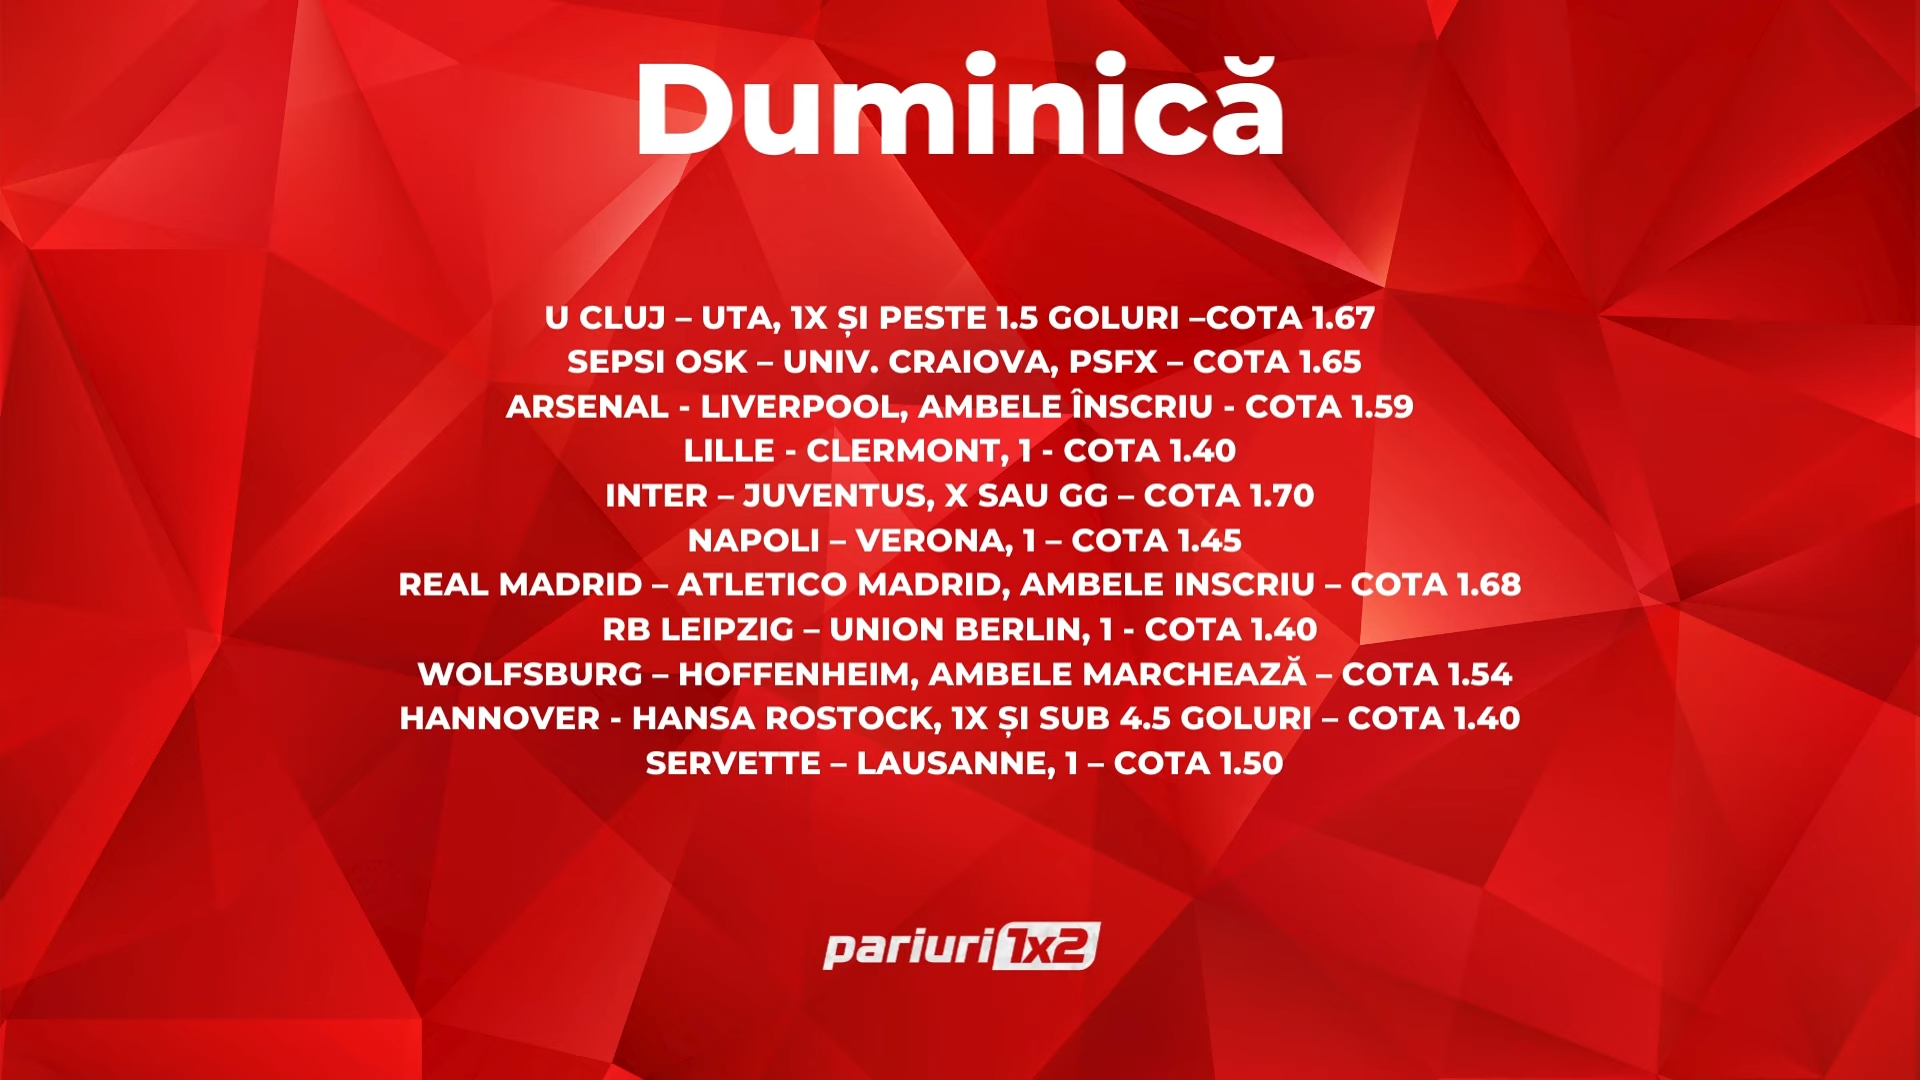 Duminică
U CLUJ – UTA, 1X ȘI PESTE 1.5 GOLURI –COTA 1.67
SEPSI OSK – UNIV. CRAIOVA, PSFX – COTA 1.65
ARSENAL - LIVERPOOL, AMBELE ÎNSCRIU - COTA 1.59
LILLE - CLERMONT, 1 - COTA 1.40
INTER – JUVENTUS, X SAU GG – COTA 1.70
NAPOLI – VERONA, 1 – COTA 1.45
REAL MADRID – ATLETICO MADRID, AMBELE INSCRIU – COTA 1.68
RB LEIPZIG – UNION BERLIN, 1 - COTA 1.40
WOLFSBURG – HOFFENHEIM, AMBELE MARCHEAZĂ – COTA 1.54
HANNOVER - HANSA ROSTOCK, 1X ȘI SUB 4.5 GOLURI – COTA 1.40
SERVETTE – LAUSANNE, 1 – COTA 1.50
pariuri1x2